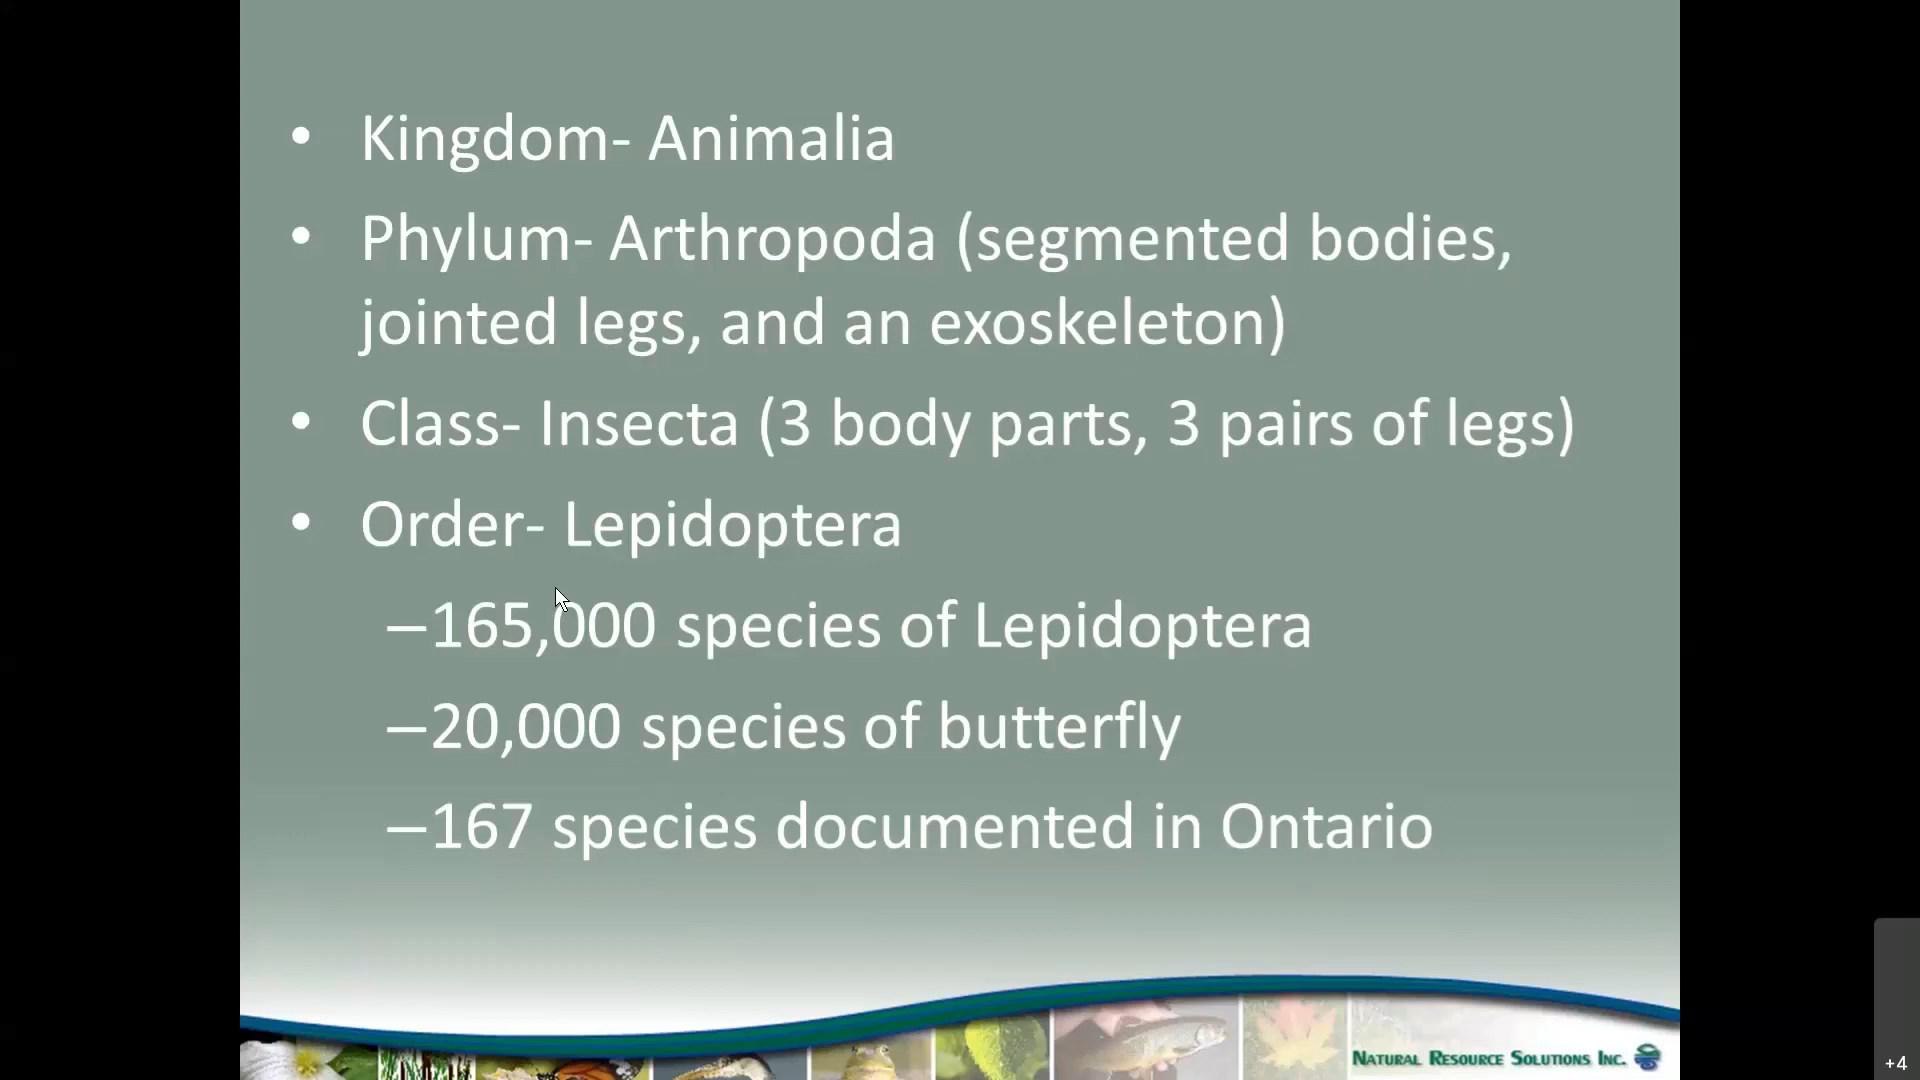 • Kingdom- Animalia
• Phylum- Arthropoda (segmented bodies,
jointed legs, and an exoskeleton)
• Class- Insecta (3 body parts, 3 pairs of legs)
• Order- Lepidoptera
–165,000 species of Lepidoptera
–20,000 species of butterfly
–167 species documented in Ontario
Natural Resource Solutions Inc.
+4